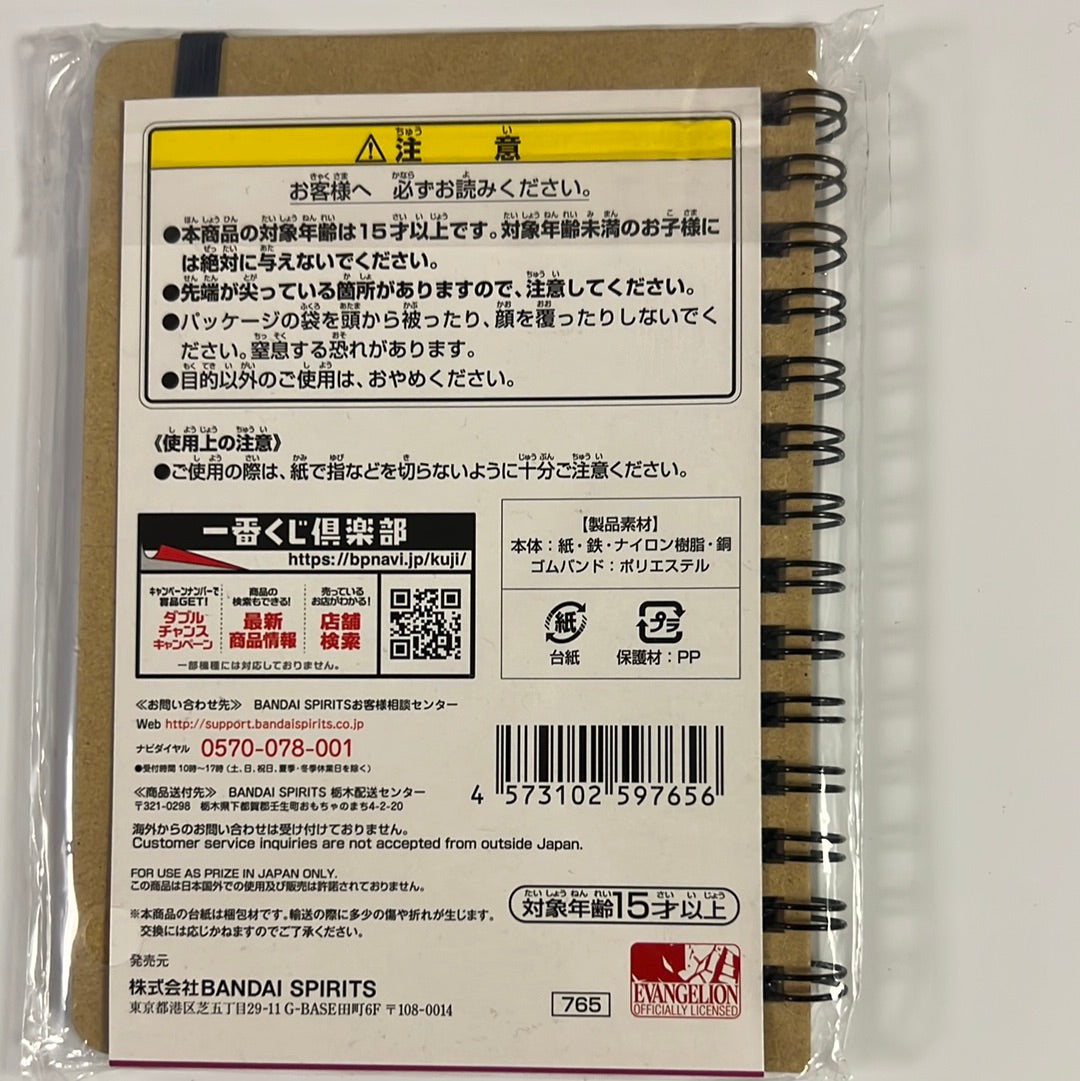 ⚠注 意
お客様へ 必ずお読みください。
●本商品の対象年齢は15才以上です。対象年齢未満のお子様に
は絶対に与えないでください。
●先端が尖っている箇所がありますので、注意してください。
●パッケージの袋を頭から被ったり、顔を覆ったりしないでく
ださい。窒息する恐れがあります。
●目的以外のご使用は、おやめください。
《使用上の注意》
●ご使用の際は、紙で指などを切らないように十分ご注意ください。
一番くじ倶楽部
https://bpnavi.jp/kuji/
キャンペーンナンバーで
賞品GET!
ダブル
チャンス
キャンペーン
商品の
検索もできる!
最新
商品情報
売っている
お店がわかる!
店舗
検索
一部機種には対応しておりません。
【製品素材】
本体:紙・鉄・ナイロン樹脂・銅
ゴムバンド:ポリエステル
紙
台紙
プラ
保護材:PP
≪お問い合わせ先≫ BANDAI SPIRITSお客様相談センター
Web http://support.bandaispirits.co.jp
ナビダイヤル 0570-078-001
●受付時間 10時~17時(土、日、祝日、夏季・冬季休業日を除く)
≪商品送付先≫ BANDAI SPIRITS 栃木配送センター
〒321-0298 栃木県下都賀郡壬生町おもちゃのまち4-2-20
4 573102 597656
海外からのお問い合わせは受け付けておりません。
Customer service inquiries are not accepted from outside Japan.
FOR USE AS PRIZE IN JAPAN ONLY.
この商品は日本国外での使用及び販売は許諾されておりません。
※本商品の台紙は梱包材です。輸送の際に多少の傷や折れが生じます。
交換には応じかねますのでご了承ください。
対象年齢15才以上
発売元
株式会社BANDAI SPIRITS
東京都港区芝五丁目29-11 G-BASE田町6F 〒108-0014
765
EVANGELION
OFFICIALLY LICENSED